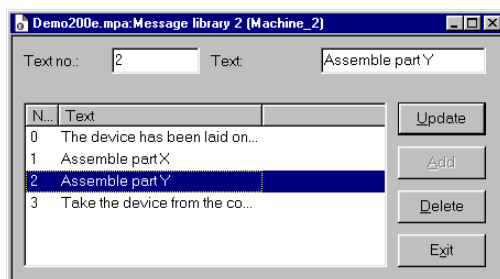 Demo200e.mpa:Message library 2 (Machine_2)
Text no.: 2 Text: Assemble part Y
N... Text
0 The device has been laid on...
1 Assemble part X
2 Assemble part Y
3 Take the device from the co...
Update
Add
Delete
Exit